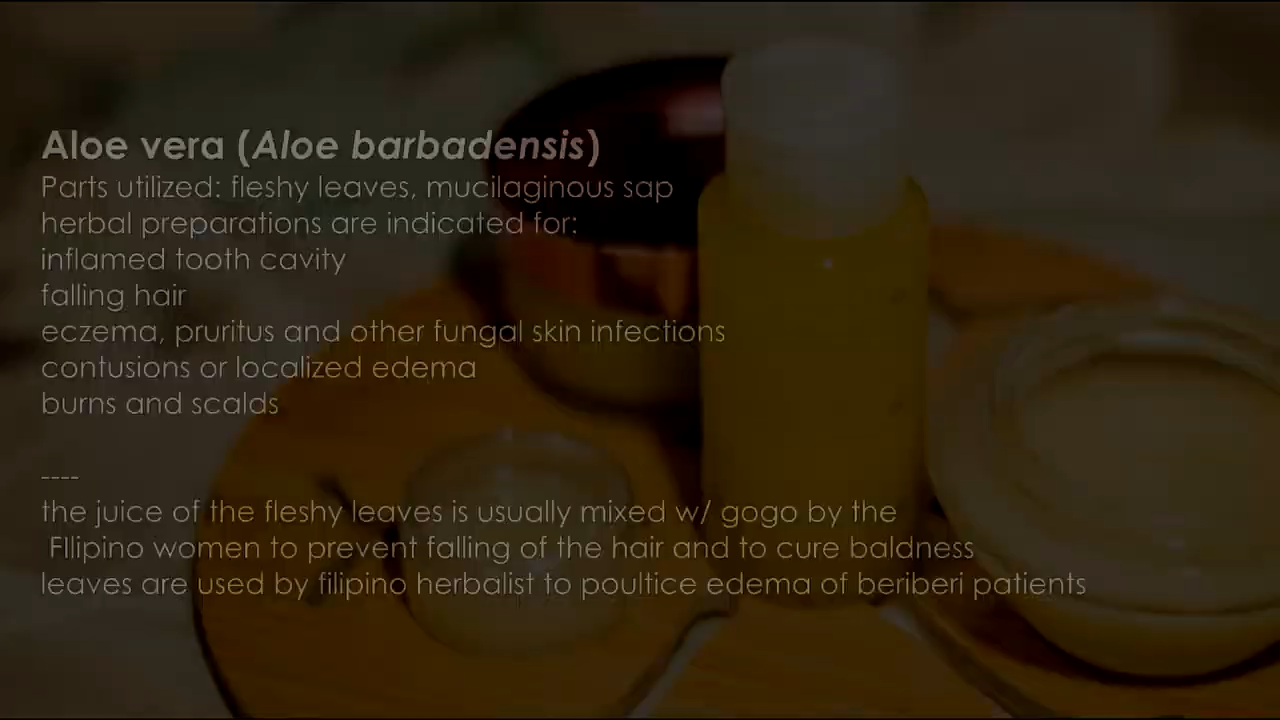 Aloe vera (Aloe barbadensis)
Parts utilized: fleshy leaves, mucilaginous sap
herbal preparations are indicated for:
inflamed tooth cavity
falling hair
eczema, pruritus and other fungal skin infections
contusions or localized edema
burns and scalds
----
the juice of the fleshy leaves is usually mixed w/ gogo by the
FIlipino women to prevent falling of the hair and to cure baldness
leaves are used by filipino herbalist to poultice edema of beriberi patients